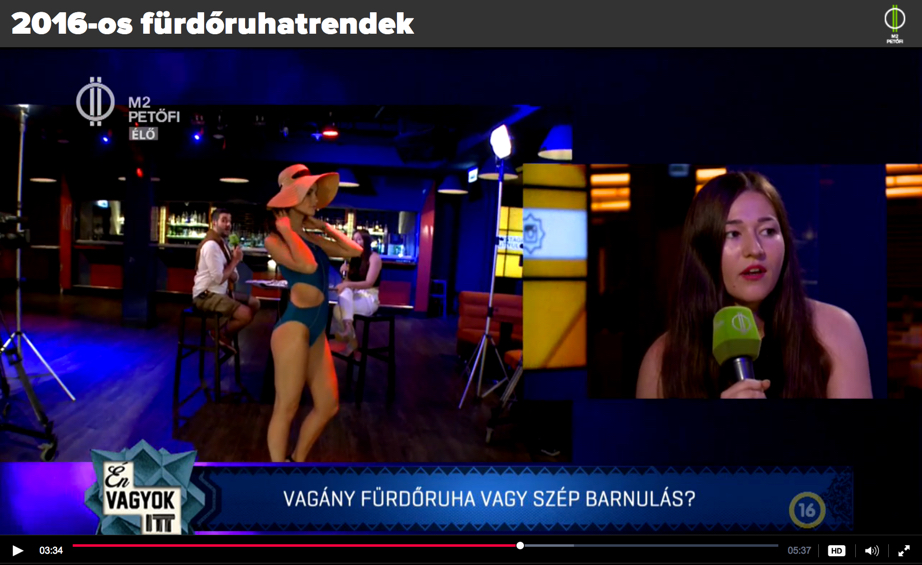 2016-os fürdőruhatrendek
M2
PETŐFI
M2
PETŐFI
ÉLŐ
Én
VAGYOK
ITT
VAGÁNY FÜRDŐRUHA VAGY SZÉP BARNULÁS?
16
03:34
05:37
HD